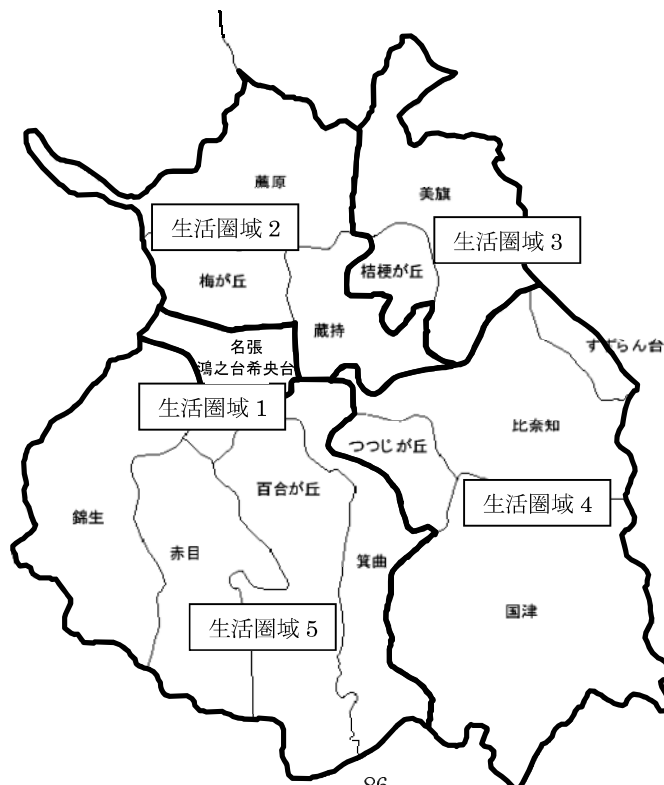 薦原
美旗
生活圏域 2
生活圏域 3
桔梗が丘
梅が丘
蔵持
名張
鴻之台希央台
すずらん台
生活圏域 1
比奈知
つつじが丘
百合が丘
生活圏域 4
錦生
赤目
箕曲
国津
生活圏域 5
86